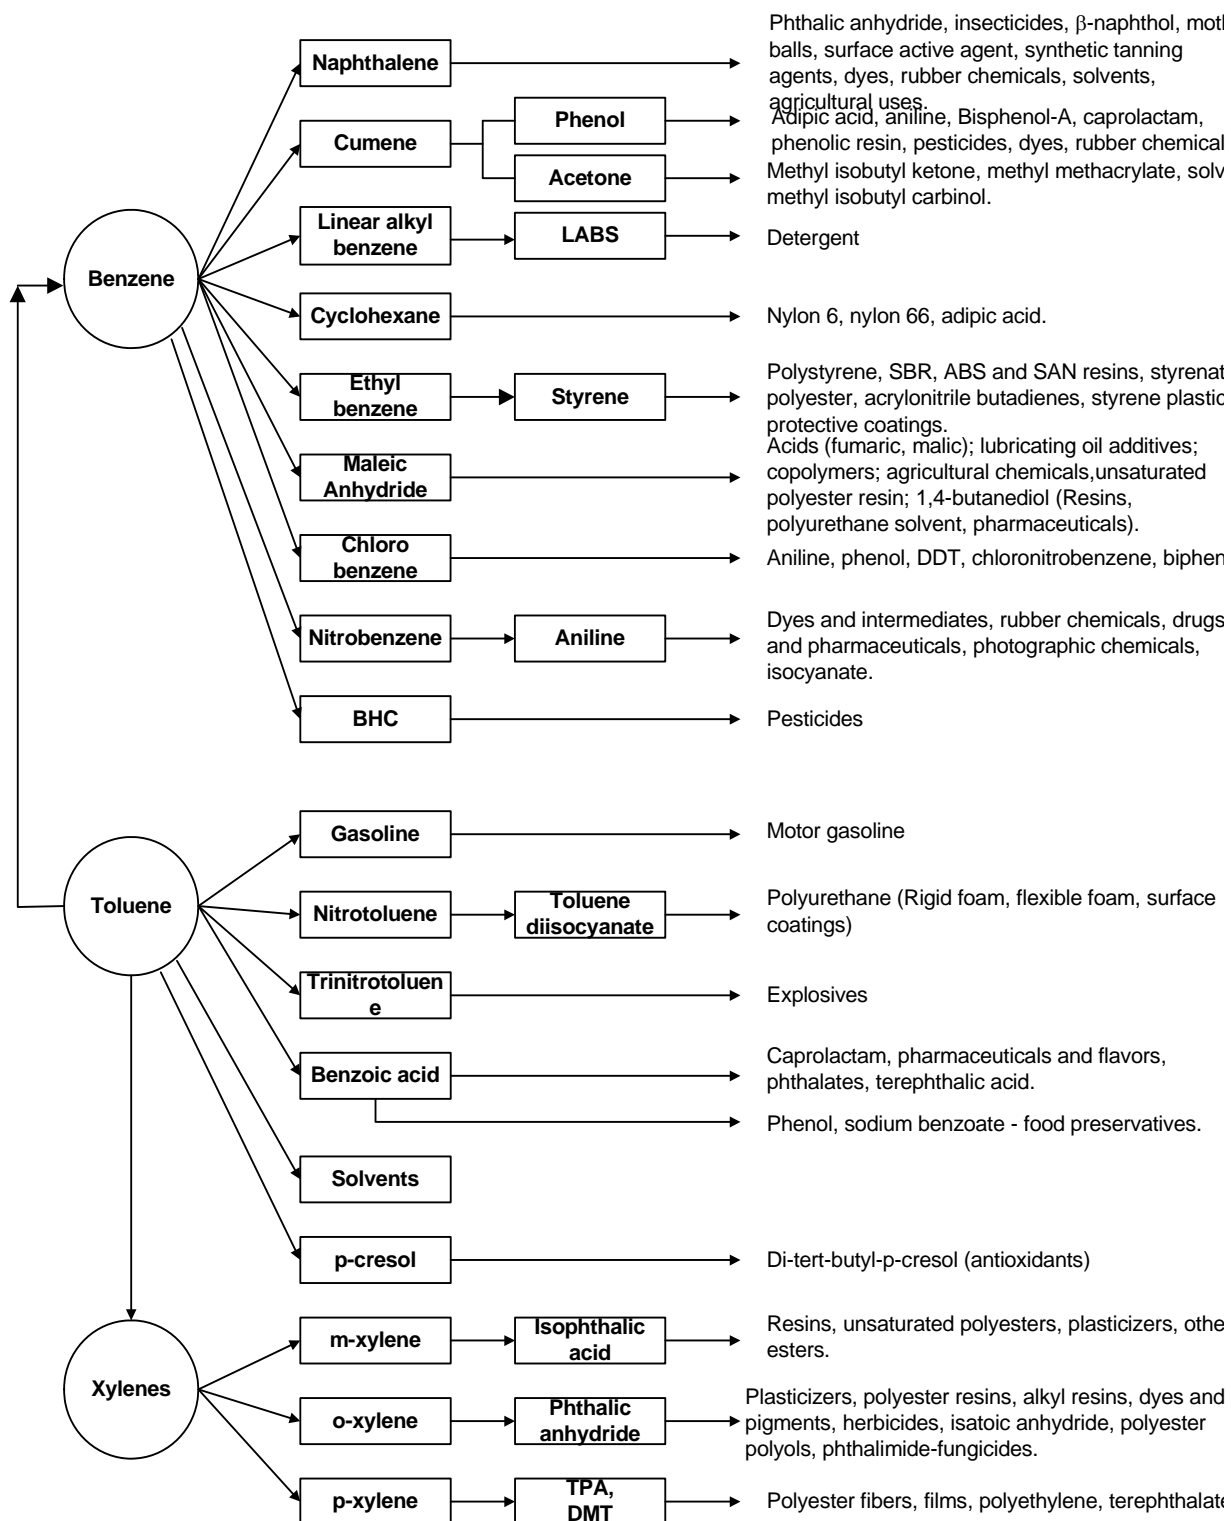 Phthalic anhydride, insecticides, β-naphthol, moth
balls, surface active agent, synthetic tanning
agents, dyes, rubber chemicals, solvents,
agricultural uses.
Naphthalene
Phenol
Adipic acid, aniline, Bisphenol-A, caprolactam,
phenolic resin, pesticides, dyes, rubber chemical
Cumene
Acetone
Methyl isobutyl ketone, methyl methacrylate, solv
methyl isobutyl carbinol.
Linear alkyl
benzene
LABS
Detergent
Benzene
Cyclohexane
Nylon 6, nylon 66, adipic acid.
Ethyl
benzene
Styrene
Polystyrene, SBR, ABS and SAN resins, styrenat
polyester, acrylonitrile butadienes, styrene plastic
protective coatings.
Maleic
Anhydride
Acids (fumaric, malic); lubricating oil additives;
copolymers; agricultural chemicals,unsaturated
polyester resin; 1,4-butanediol (Resins,
polyurethane solvent, pharmaceuticals).
Chloro
benzene
Aniline, phenol, DDT, chloronitrobenzene, biphen
Nitrobenzene
Aniline
Dyes and intermediates, rubber chemicals, drugs
and pharmaceuticals, photographic chemicals,
isocyanate.
BHC
Pesticides
Gasoline
Motor gasoline
Toluene
Nitrotoluene
Toluene
diisocyanate
Polyurethane (Rigid foam, flexible foam, surface
coatings)
Trinitrotoluen
e
Explosives
Benzoic acid
Caprolactam, pharmaceuticals and flavors,
phthalates, terephthalic acid.
Phenol, sodium benzoate - food preservatives.
Solvents
p-cresol
Di-tert-butyl-p-cresol (antioxidants)
m-xylene
Isophthalic
acid
Resins, unsaturated polyesters, plasticizers, othe
esters.
Xylenes
o-xylene
Phthalic
anhydride
Plasticizers, polyester resins, alkyl resins, dyes and
pigments, herbicides, isatoic anhydride, polyester
polyols, phthalimide-fungicides.
p-xylene
TPA,
DMT
Polyester fibers, films, polyethylene, terephthalate